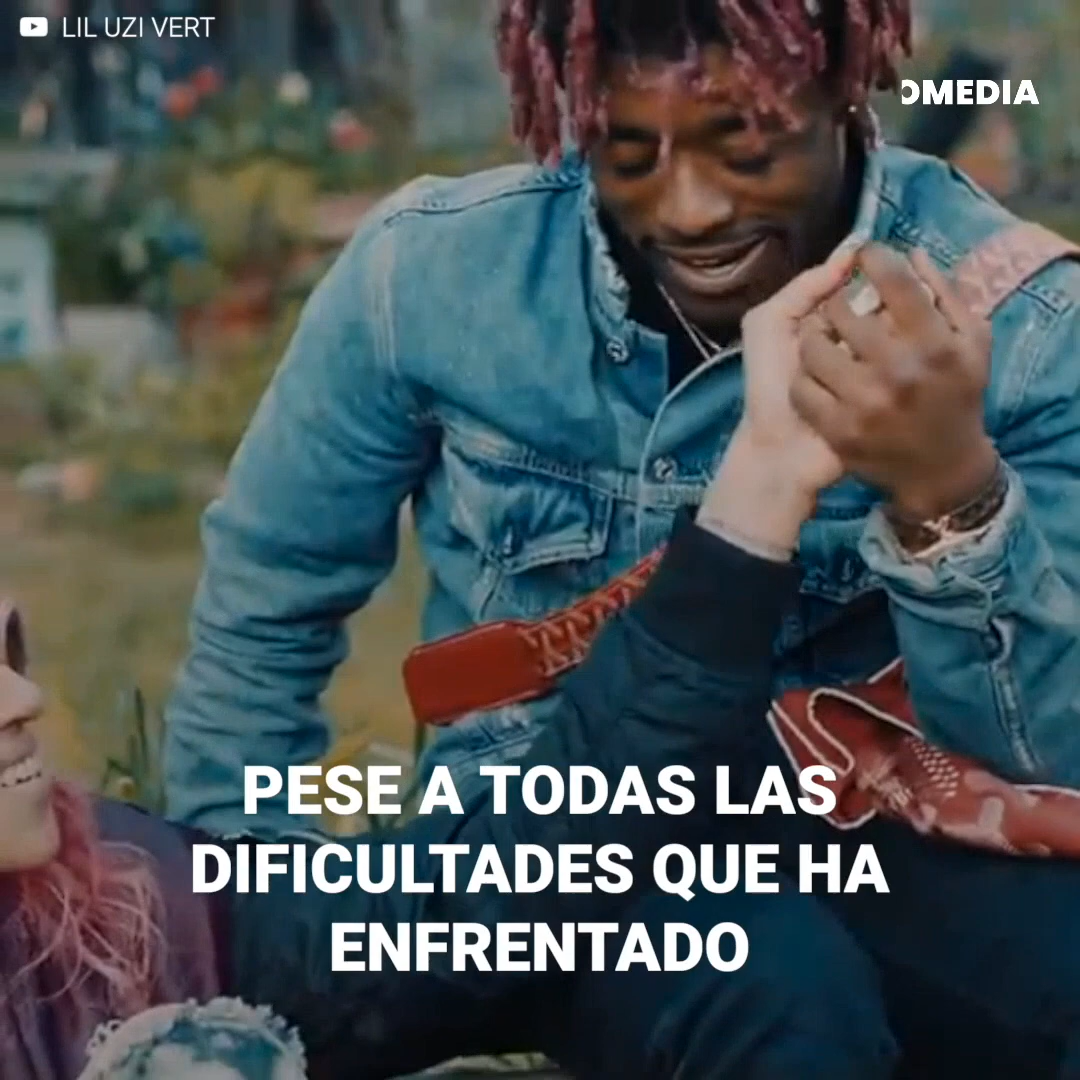 LIL UZI VERT
OMEDIA
PESE A TODAS LAS
DIFICULTADES QUE HA
ENFRENTADO